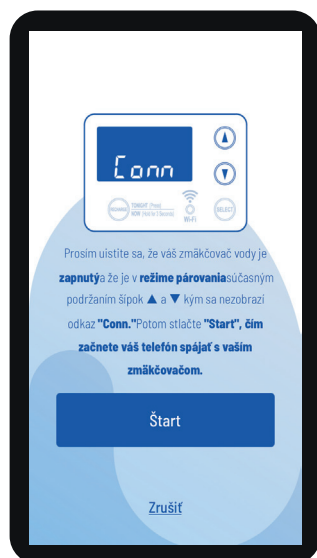 Conn
RECHARGE
TONIGHT (Press)
NOW (Hold for 3 Seconds)
Wi-Fi
SELECT
Prosím uistite sa, že váš zmäkčovač vody je
zapnutýa že je v režime párovaniasúčasným
podržaním šípok ▲ a ▼ kým sa nezobrazí
odkaz "Conn."Potom stlačte "Start", čím
začnete váš telefón spájať s vaším
zmäkčovačom.
Štart
Zrušiť